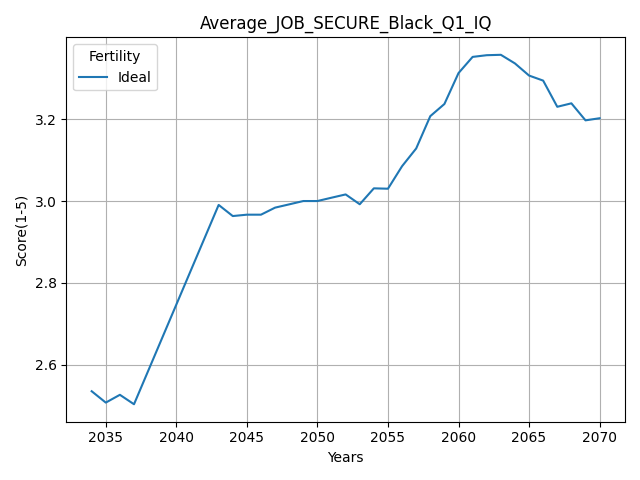 Average_JOB_SECURE_Black_Q1_IQ
Fertility
Ideal
Score(1-5)
3.2
3.0
2.8
2.6
2035 2040 2045 2050 2055 2060 2065 2070
Years